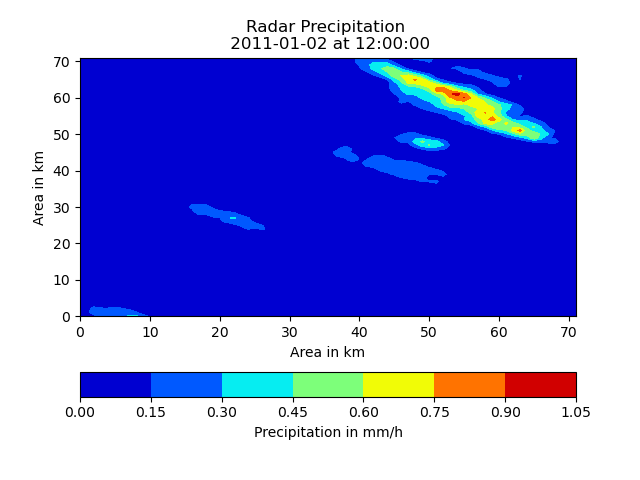 Radar Precipitation
2011-01-02 at 12:00:00
70
60
50
40
30
20
10
0
Area in km
0 10 20 30 40 50 60 70
Area in km
0.00 0.15 0.30 0.45 0.60 0.75 0.90 1.05
Precipitation in mm/h